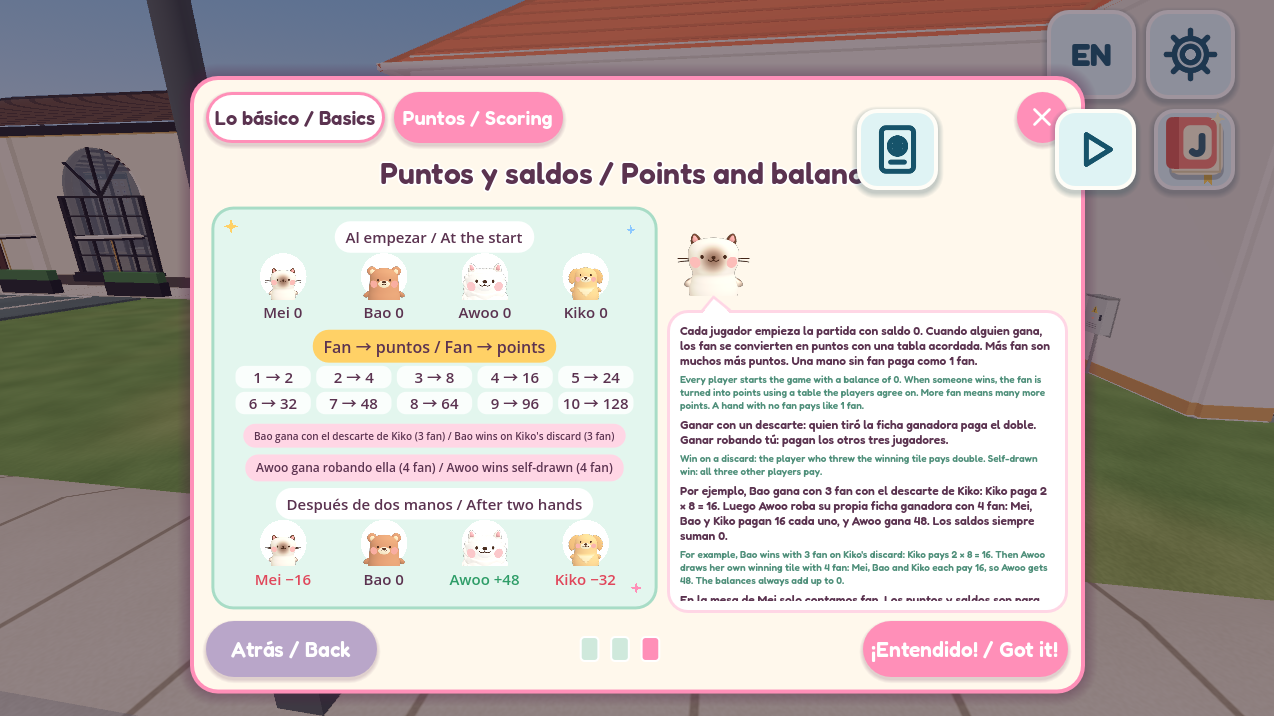 EN
Lo básico / Basics
Puntos / Scoring
J
Puntos y saldos / Points and balanc
Al empezar / At the start
Mei 0
Bao 0
Awoo 0
Kiko 0
Fan → puntos / Fan → points
1 → 2
2 → 4
3 → 8
4 → 16
5 → 24
6 → 32
7 → 48
8 → 64
9 → 96
10 → 128
Bao gana con el descarte de Kiko (3 fan) / Bao wins on Kiko's discard (3 fan)
Awoo gana robando ella (4 fan) / Awoo wins self-drawn (4 fan)
Después de dos manos / After two hands
Mei −16
Bao 0
Awoo +48
Kiko −32
Cada jugador empieza la partida con saldo 0. Cuando alguien gana,
los fan se convierten en puntos con una tabla acordada. Más fan son
muchos más puntos. Una mano sin fan paga como 1 fan.
Every player starts the game with a balance of 0. When someone wins, the fan is
turned into points using a table the players agree on. More fan means many more
points. A hand with no fan pays like 1 fan.
Ganar con un descarte: quien tiró la ficha ganadora paga el doble.
Ganar robando tú: pagan los otros tres jugadores.
Win on a discard: the player who threw the winning tile pays double. Self-drawn
win: all three other players pay.
Por ejemplo, Bao gana con 3 fan con el descarte de Kiko: Kiko paga 2
× 8 = 16. Luego Awoo roba su propia ficha ganadora con 4 fan: Mei,
Bao y Kiko pagan 16 cada uno, y Awoo gana 48. Los saldos siempre
suman 0.
For example, Bao wins with 3 fan on Kiko's discard: Kiko pays 2 × 8 = 16. Then Awoo
draws her own winning tile with 4 fan: Mei, Bao and Kiko each pay 16, so Awoo gets
48. The balances always add up to 0.
En la mesa de Mei solo contamos fan. Los puntos y saldos son para
Atrás / Back
¡Entendido! / Got it!